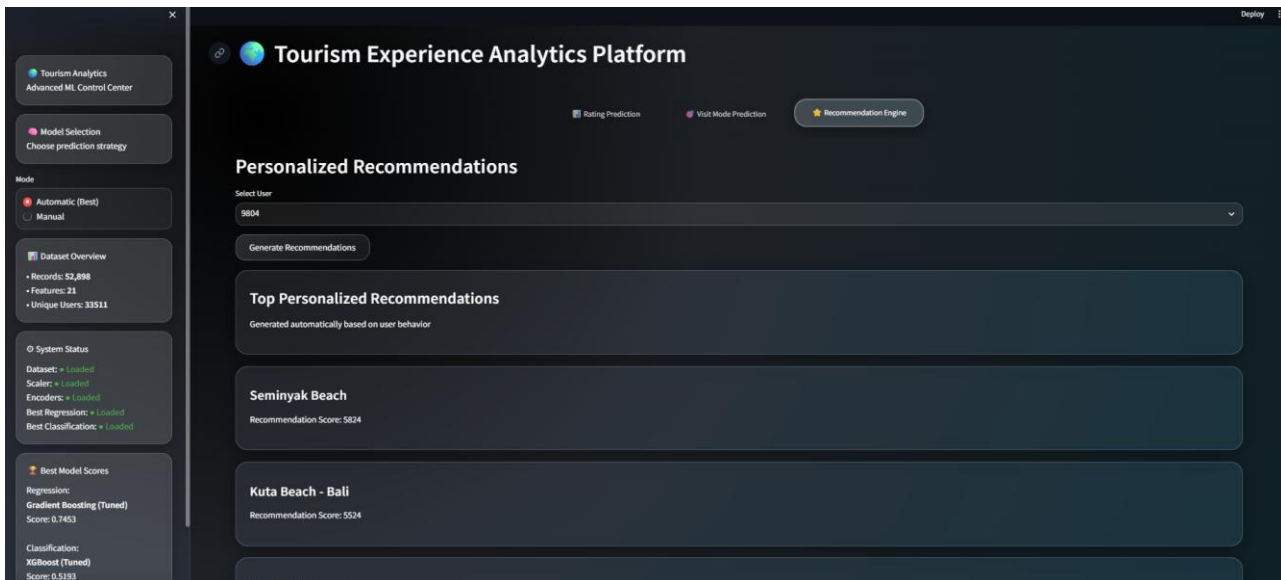 Deploy
Tourism Analytics
Advanced ML Control Center
Model Selection
Choose prediction strategy
Mode
Automatic (Best)
Manual
Dataset Overview
• Records: 52,898
• Features: 21
• Unique Users: 33511
System Status
Dataset: • Loaded
Scaler: • Loaded
Encoders: • Loaded
Best Regression: • Loaded
Best Classification: • Loaded
Best Model Scores
Regression:
Gradient Boosting (Tuned)
Score: 0.7453
Classification:
XGBoost (Tuned)
Score: 0.5193
Tourism Experience Analytics Platform
Rating Prediction
Visit Mode Prediction
Recommendation Engine
Personalized Recommendations
Select User
9804
Generate Recommendations
Top Personalized Recommendations
Generated automatically based on user behavior
Seminyak Beach
Recommendation Score: 5824
Kuta Beach - Bali
Recommendation Score: 5524